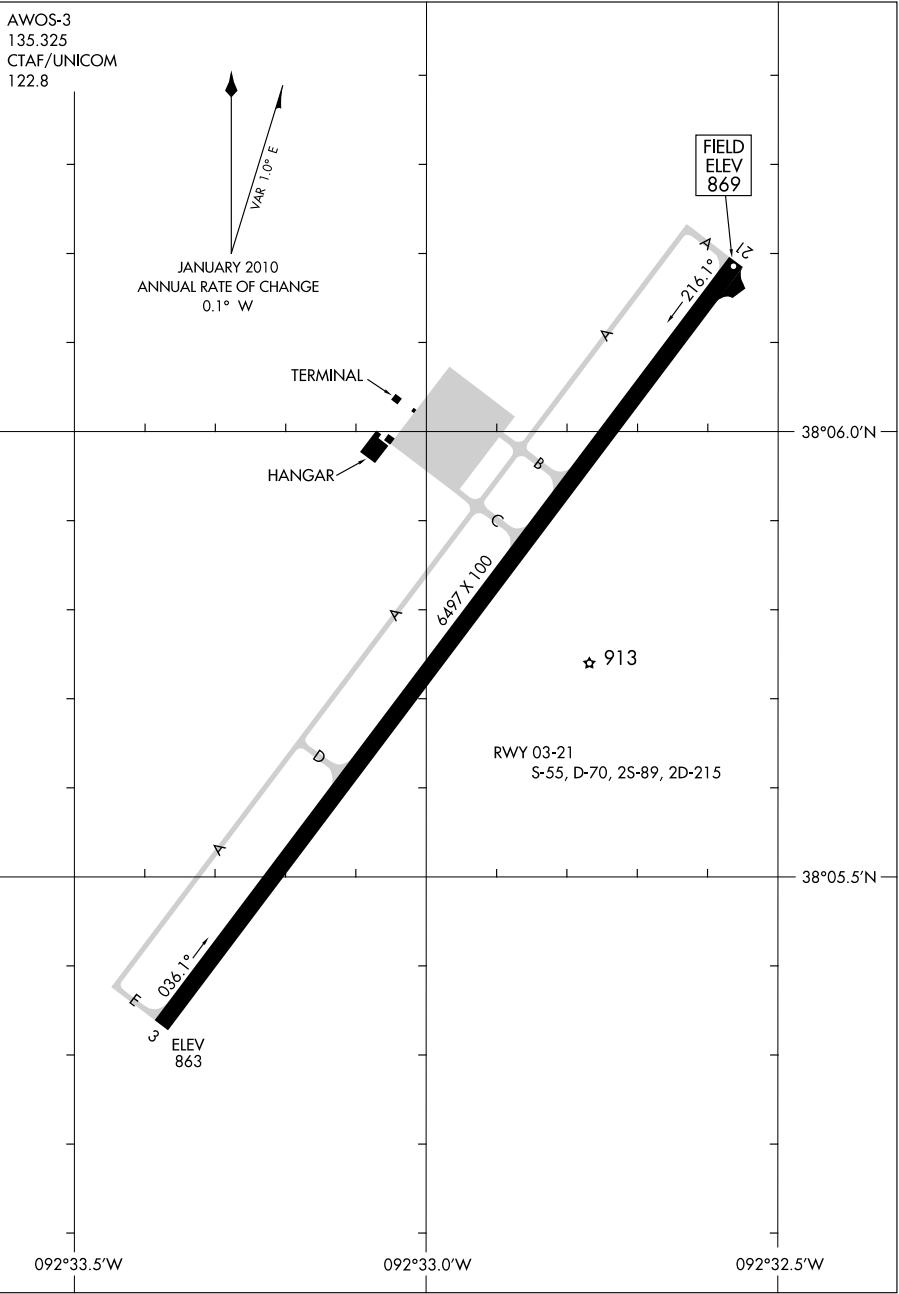 AWOS-3
135.325
CTAF/UNICOM
122.8
VAR 1.0° E
JANUARY 2010
ANNUAL RATE OF CHANGE
0.1° W
FIELD
ELEV
869
A
21
216.1°
A
TERMINAL
38°06.0'N
HANGAR
B
C
6497 X 100
A
913
D
RWY 03-21
S-55, D-70, 2S-89, 2D-215
A
38°05.5'N
036.1°
E
3
ELEV
863
092°33.5'W
092°33.0'W
092°32.5'W